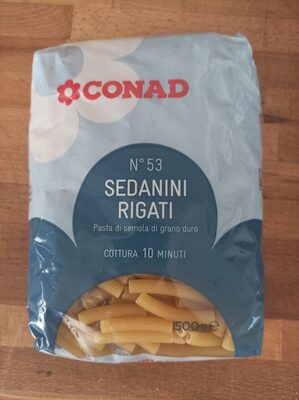 CONAD
N° 53
SEDANINI
RIGATI
Pasta di semola di grano duro
COTTURA 10 MINUTI
500g℮